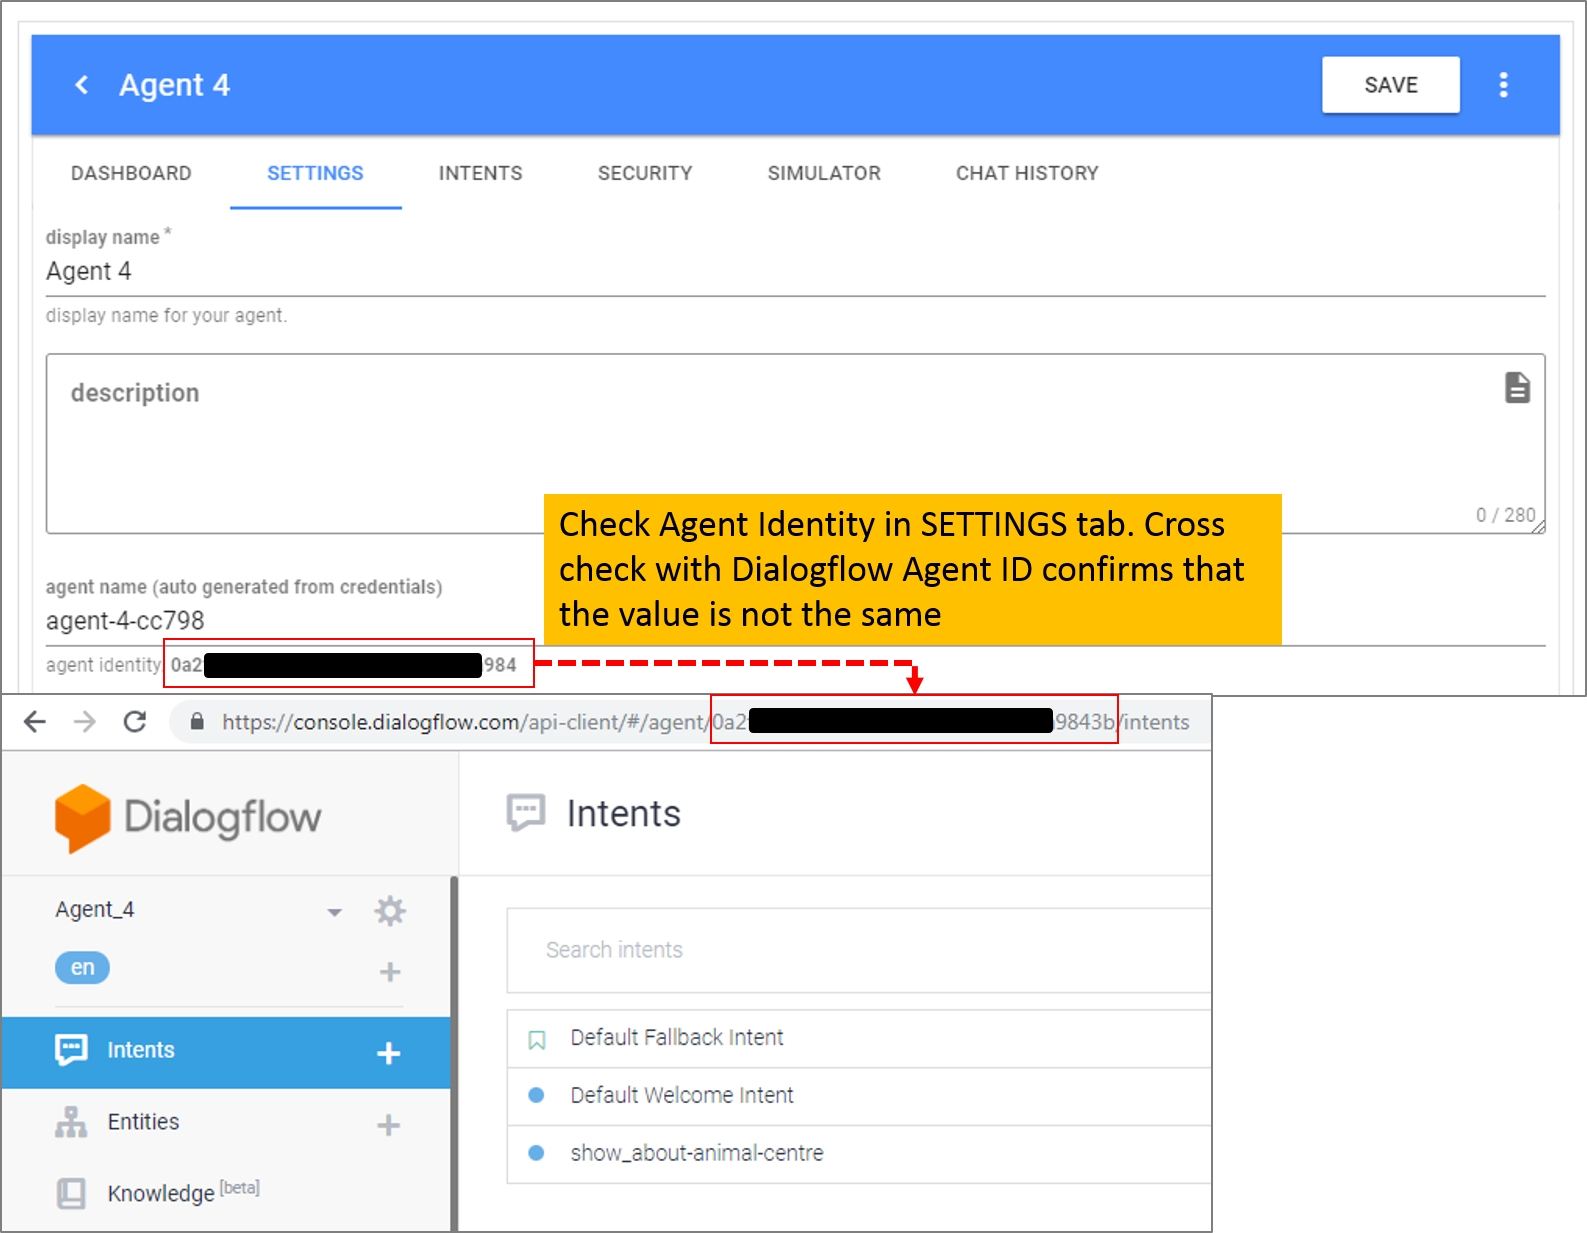 Agent 4
SAVE
DASHBOARD
SETTINGS
INTENTS
SECURITY
SIMULATOR
CHAT HISTORY
display name *
Agent 4
display name for your agent.
description
0 / 280
Check Agent Identity in SETTINGS tab. Cross
check with Dialogflow Agent ID confirms that
the value is not the same
agent name (auto generated from credentials)
agent-4-cc798
agent identity. 0a2 984
https://console.dialogflow.com/api-client/#/agent/0a2 9843b/intents
Dialogflow
Intents
Agent_4
en
Search intents
Default Fallback Intent
Intents
Default Welcome Intent
Entities
show_about-animal-centre
Knowledge [beta]